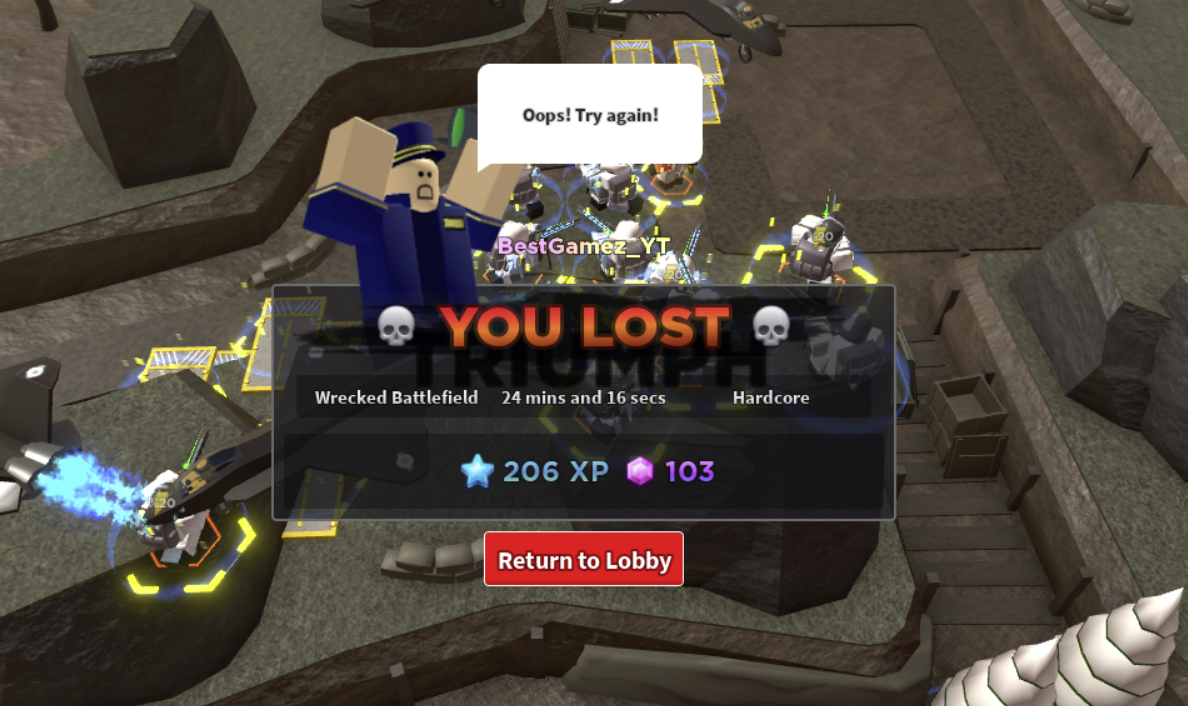 Oops! Try again!
BestGamez_YT
YOU LOST
TRIUMPH
Wrecked Battlefield 24 mins and 16 secs Hardcore
206 XP 103
Return to Lobby